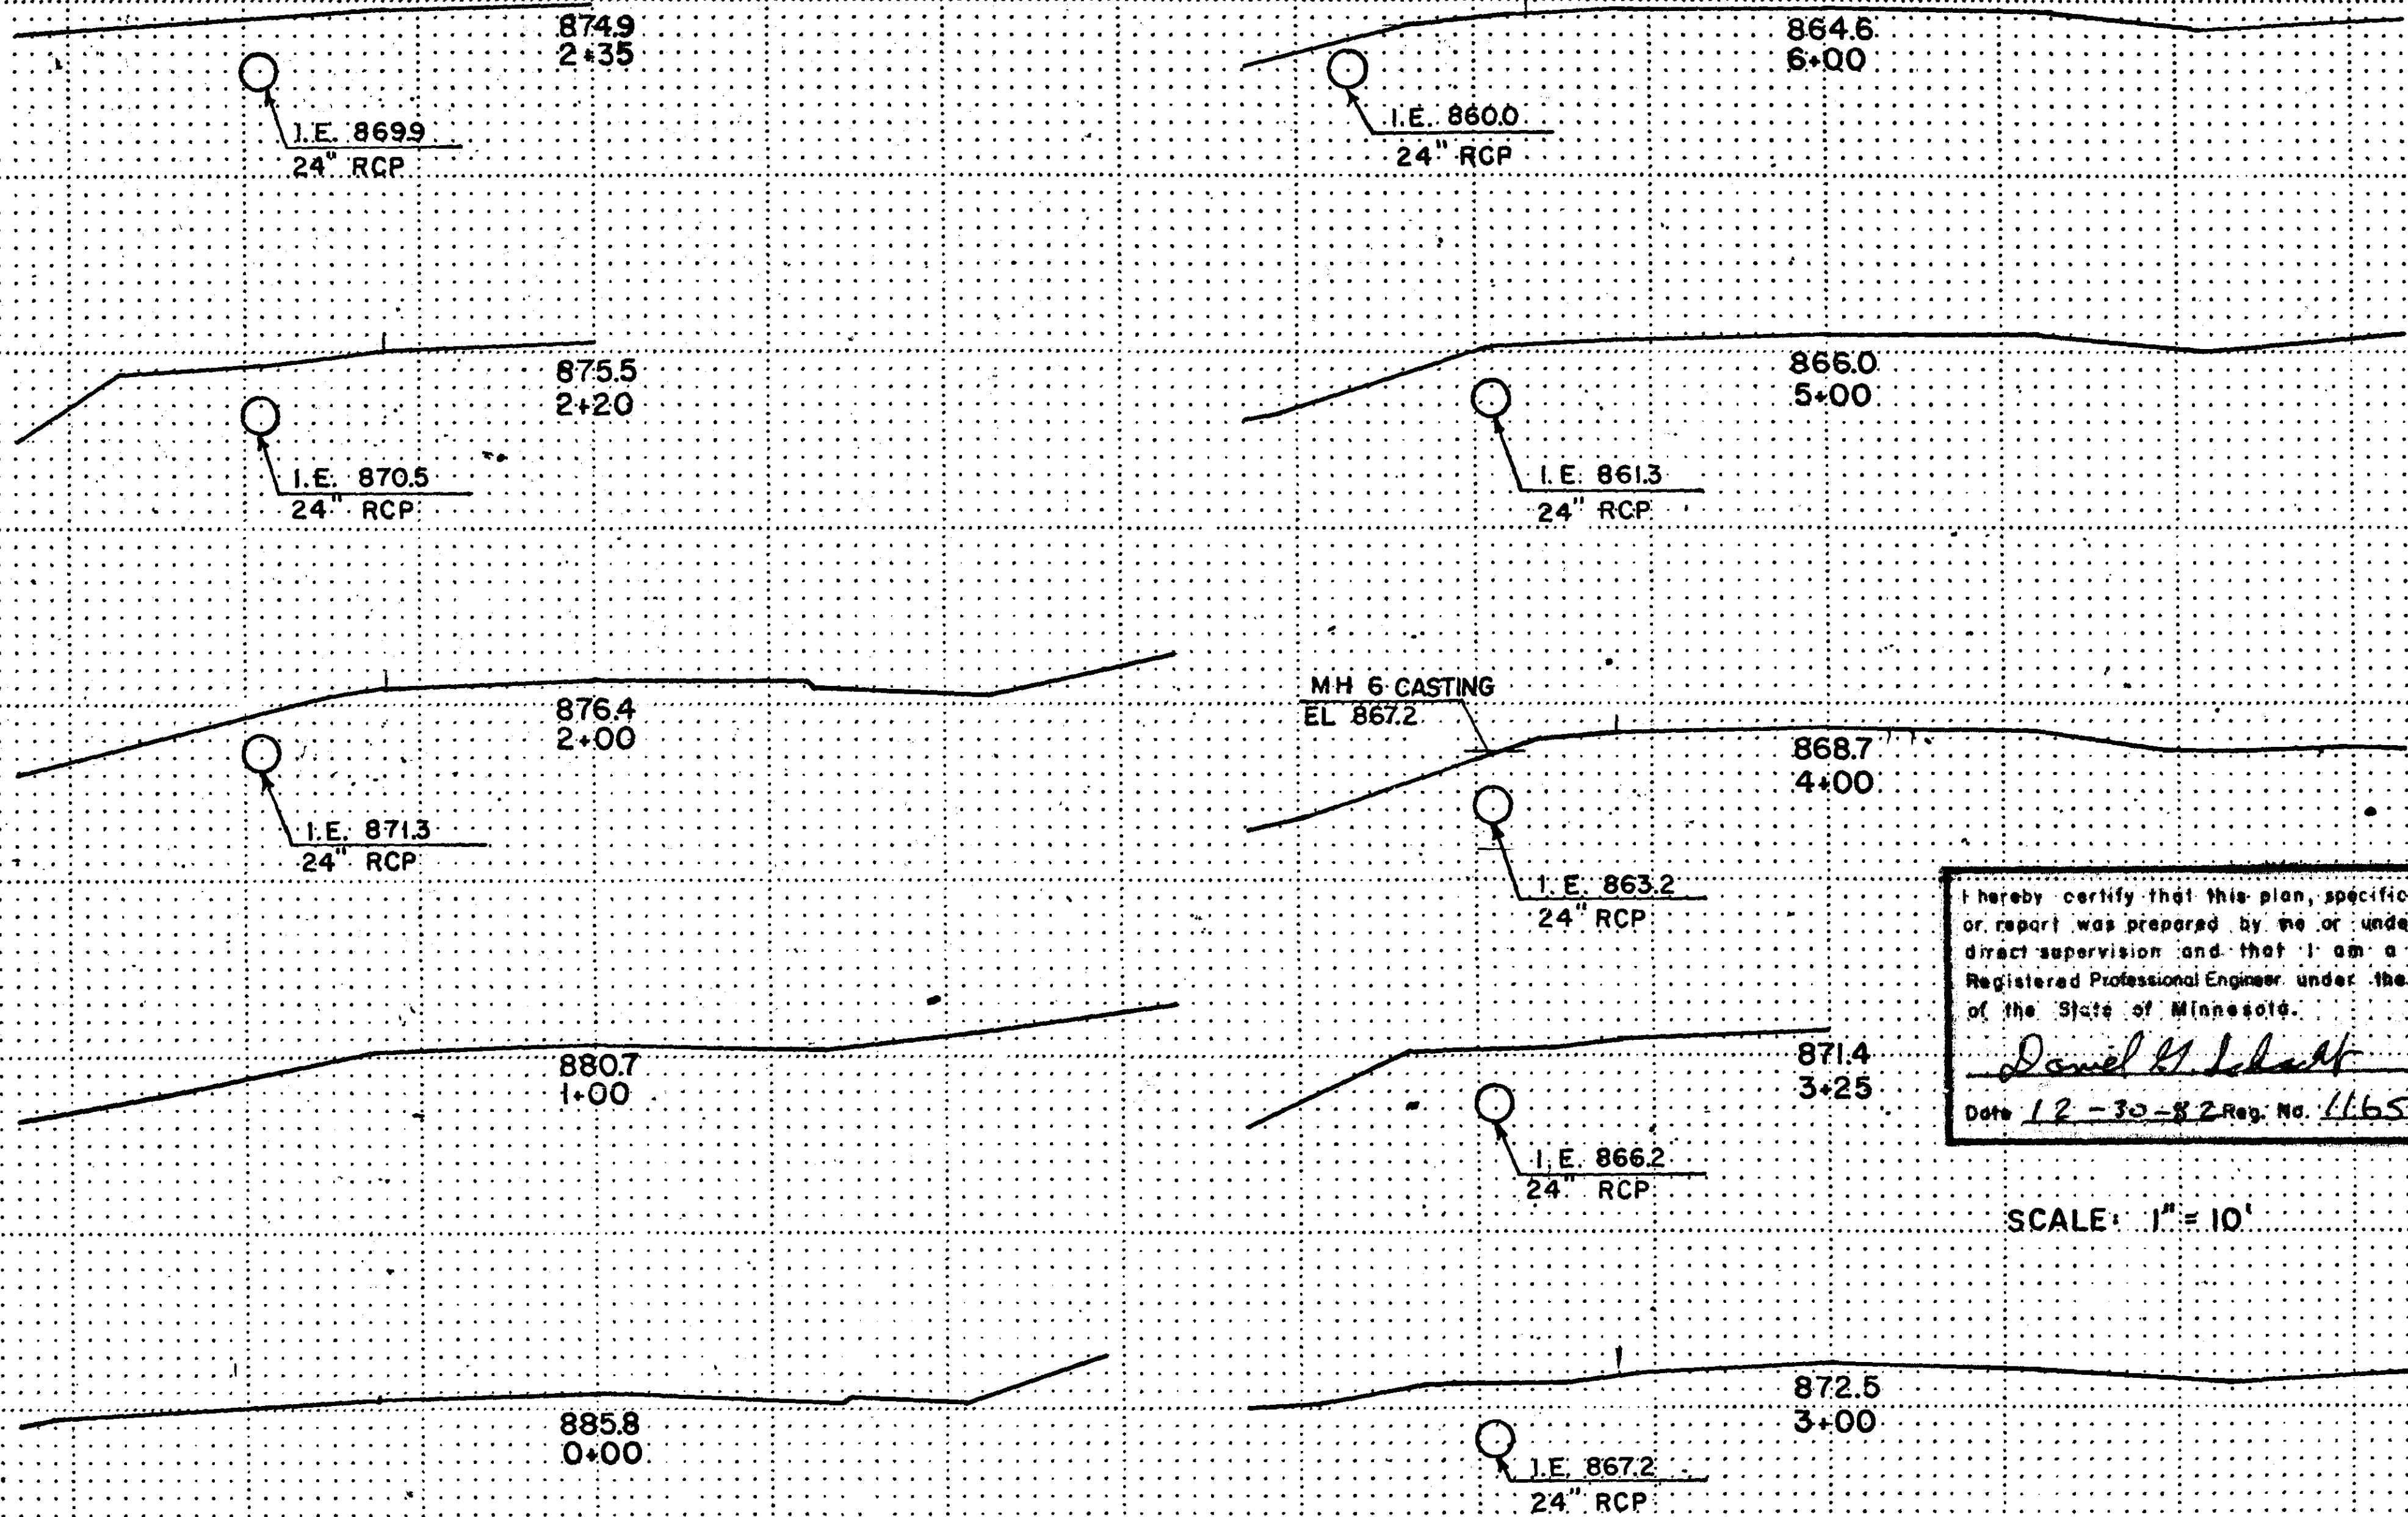 874.9
2+35
I.E. 869.9
24" RCP
875.5
2+20
I.E. 870.5
24" RCP
876.4
2+00
I.E. 871.3
24" RCP
880.7
1+00
885.8
0+00
864.6
6+00
I.E. 860.0
24" RCP
866.0
5+00
I.E. 861.3
24" RCP
MH 6 CASTING
EL 867.2
868.7
4+00
I.E. 863.2
24" RCP
871.4
3+25
I.E. 866.2
24" RCP
872.5
3+00
I.E. 867.2
24" RCP
I hereby certify that this plan, specific
or report was prepared by me or unde
direct supervision and that I am a
Registered Professional Engineer under the
of the State of Minnesota.
Daniel G.
Date 12-30-82 Reg. No. 1165
SCALE: 1" = 10'